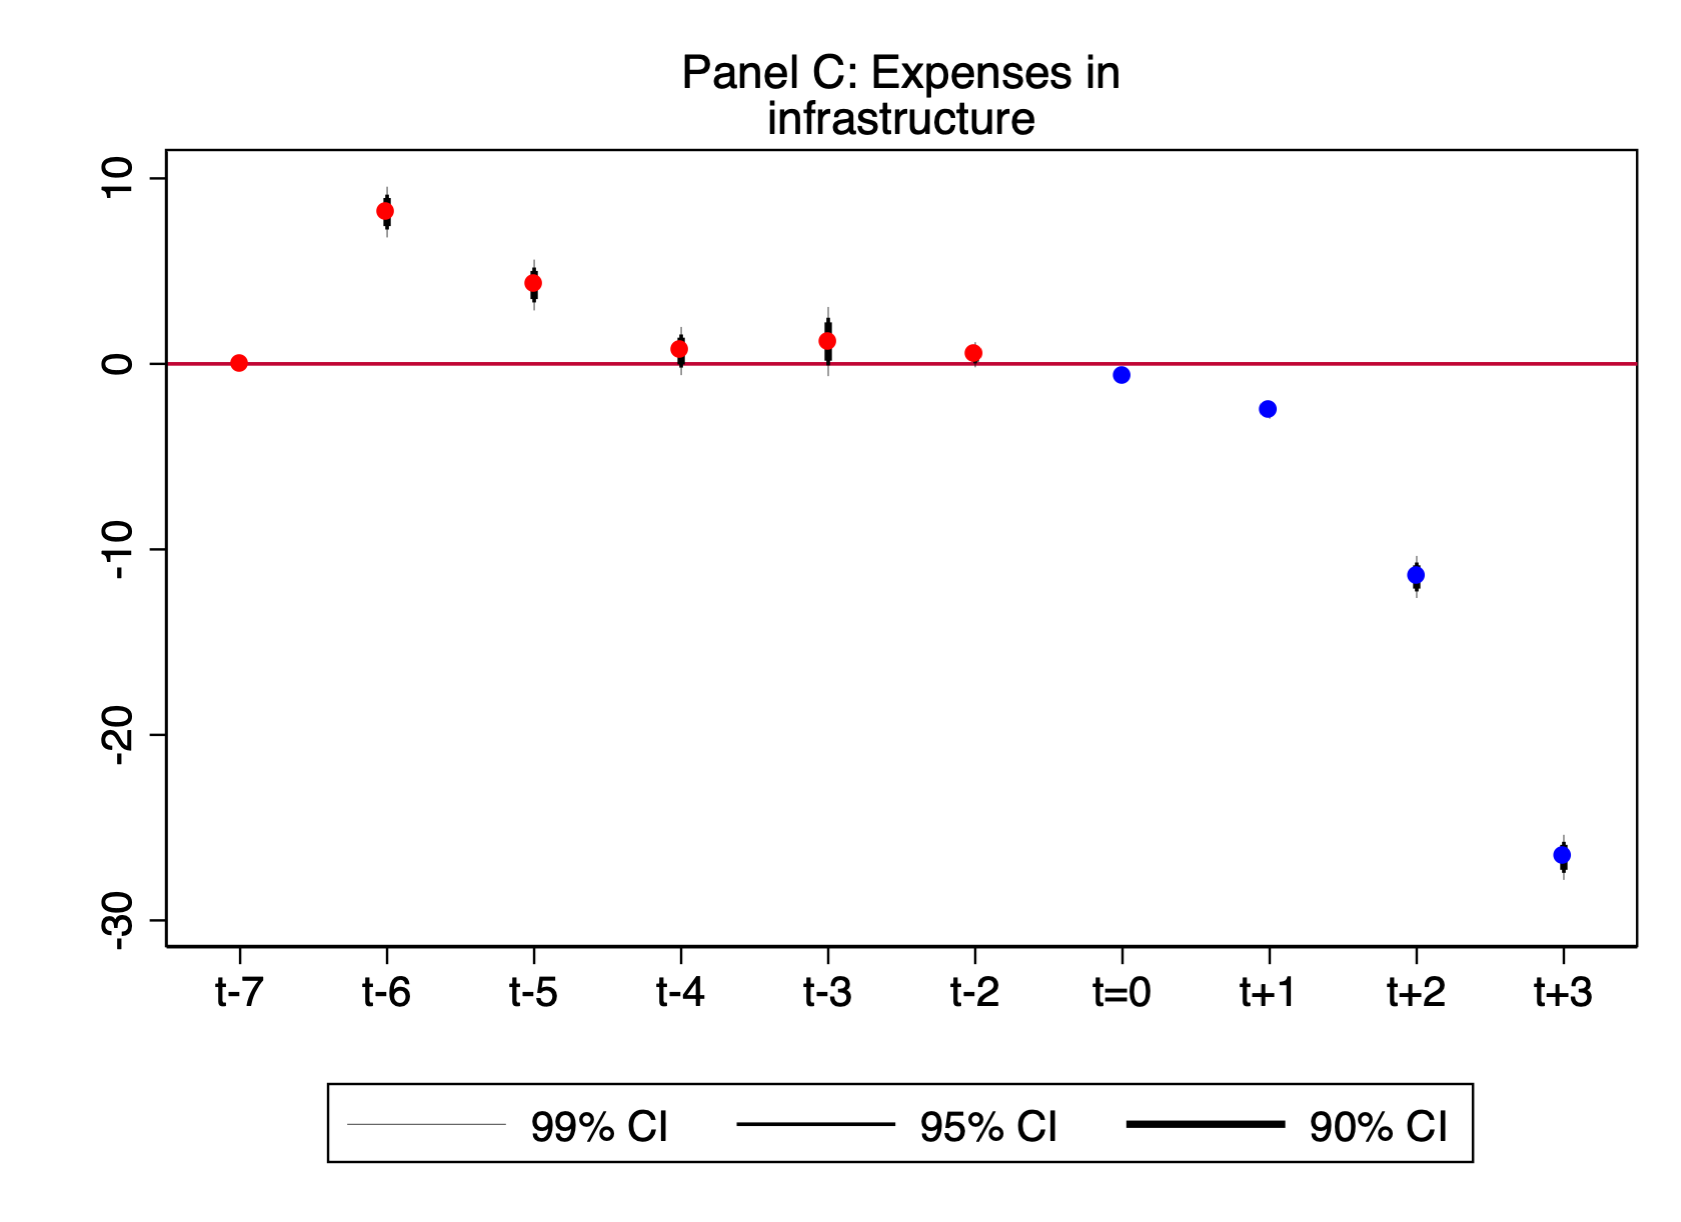 Panel C: Expenses in
infrastructure
10
0
-10
-20
-30
t-7 t-6 t-5 t-4 t-3 t-2 t=0 t+1 t+2 t+3
99% CI 95% CI 90% CI